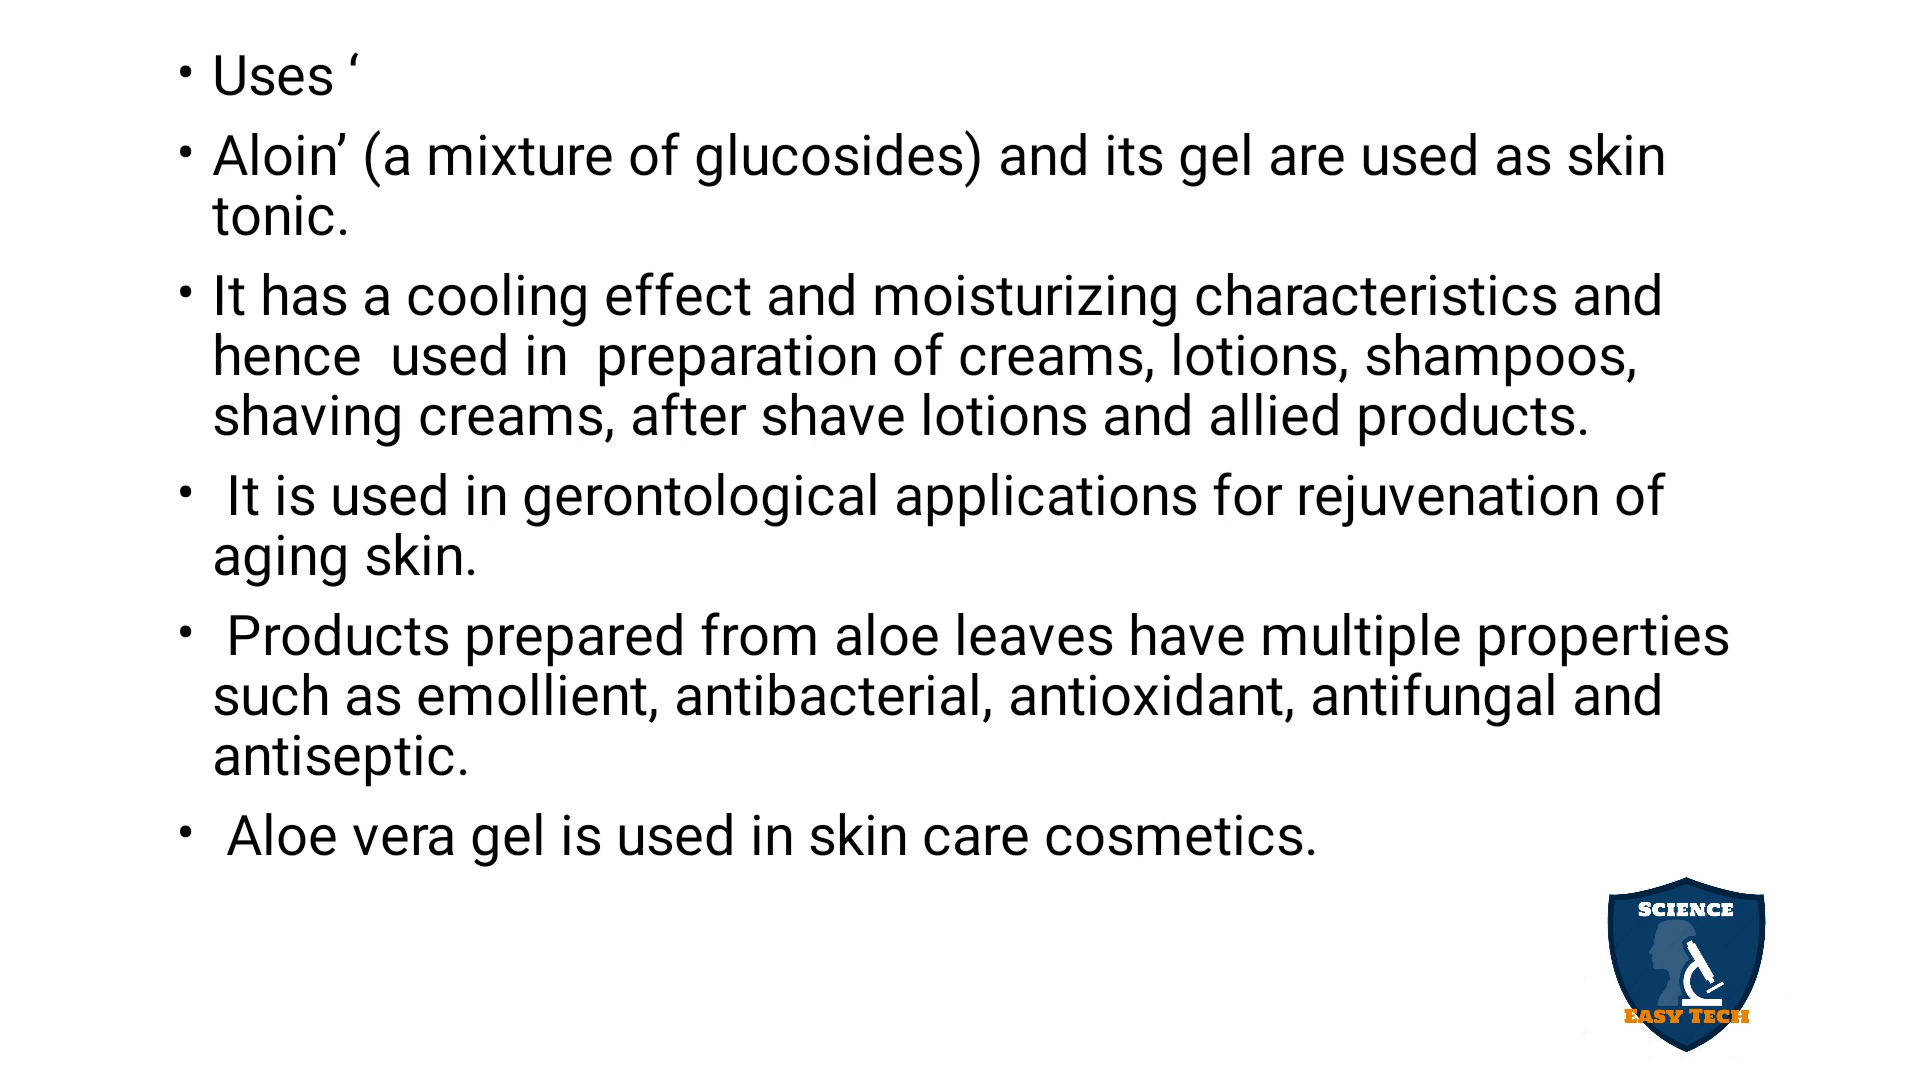 • Uses ‘
• Aloin’ (a mixture of glucosides) and its gel are used as skin
tonic.
• It has a cooling effect and moisturizing characteristics and
hence  used in  preparation of creams, lotions, shampoos,
shaving creams, after shave lotions and allied products.
•  It is used in gerontological applications for rejuvenation of
aging skin.
•  Products prepared from aloe leaves have multiple properties
such as emollient, antibacterial, antioxidant, antifungal and
antiseptic.
•  Aloe vera gel is used in skin care cosmetics.
SCIENCE
EASY TECH